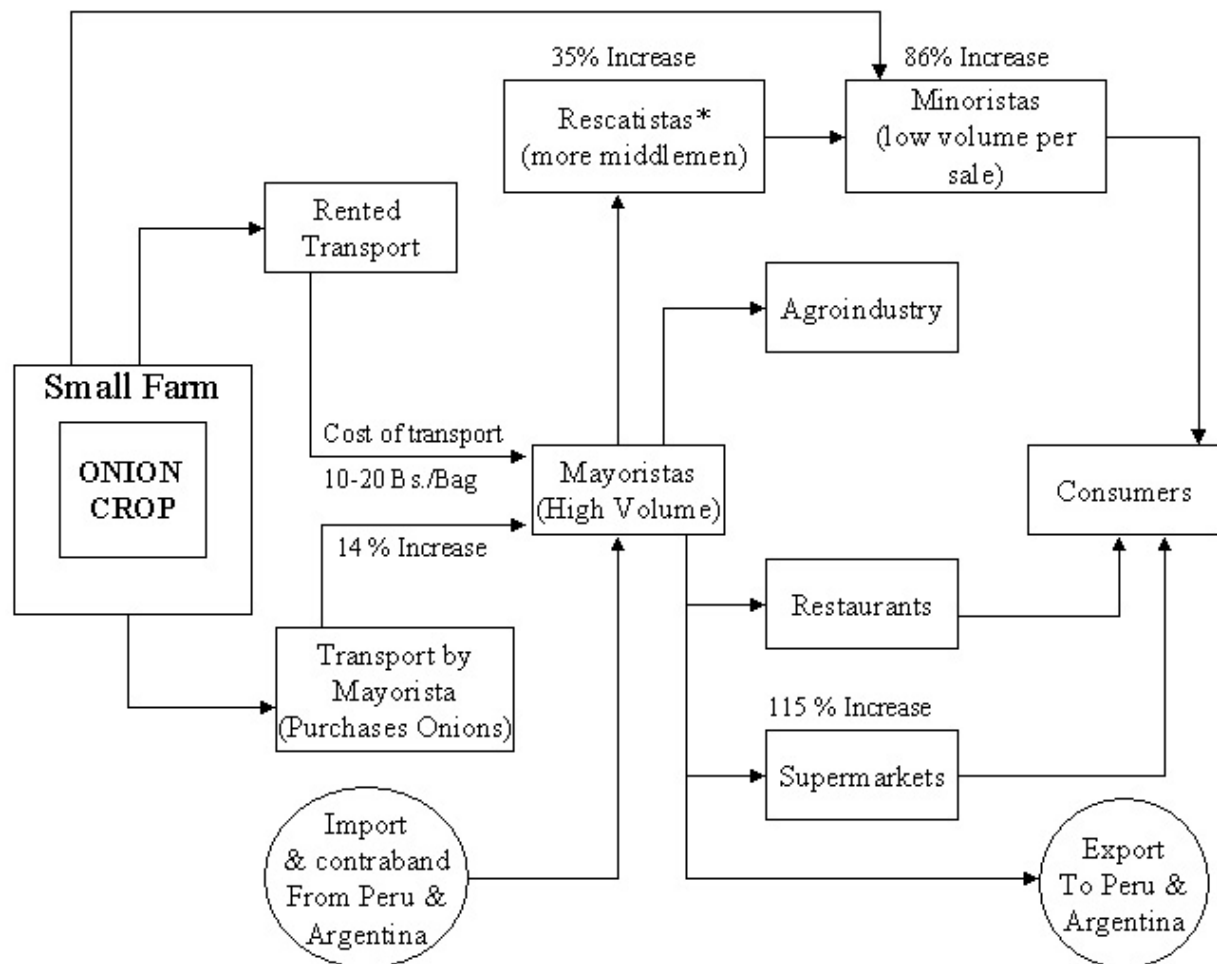 35% Increase
86% Increase
Rescatistas*
(more middlemen)
Minoristas
(low volume per
sale)
Rented
Transport
Agroindustry
Small Farm
ONION
CROP
Cost of transport
10-20 Bs./Bag
Mayoristas
(High Volume)
Consumers
14 % Increase
Restaurants
Transport by
Mayorista
(Purchases Onions)
115 % Increase
Supermarkets
Import
& contraband
From Peru &
Argentina
Export
To Peru &
Argentina